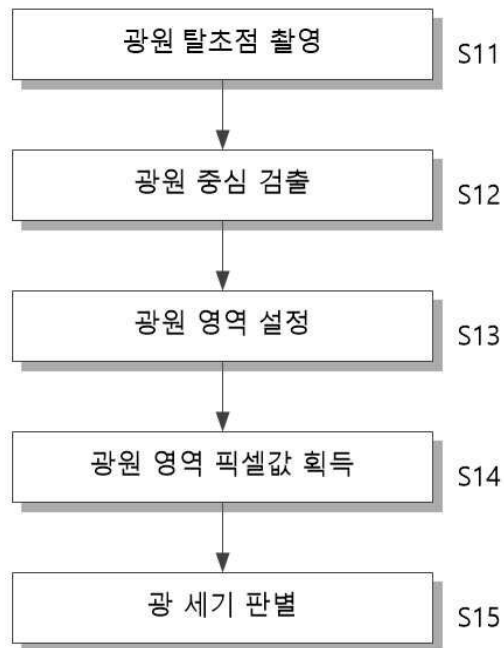 광원 탈초점 촬영
S11
광원 중심 검출
S12
광원 영역 설정
S13
광원 영역 픽셀값 획득
S14
광 세기 판별
S15